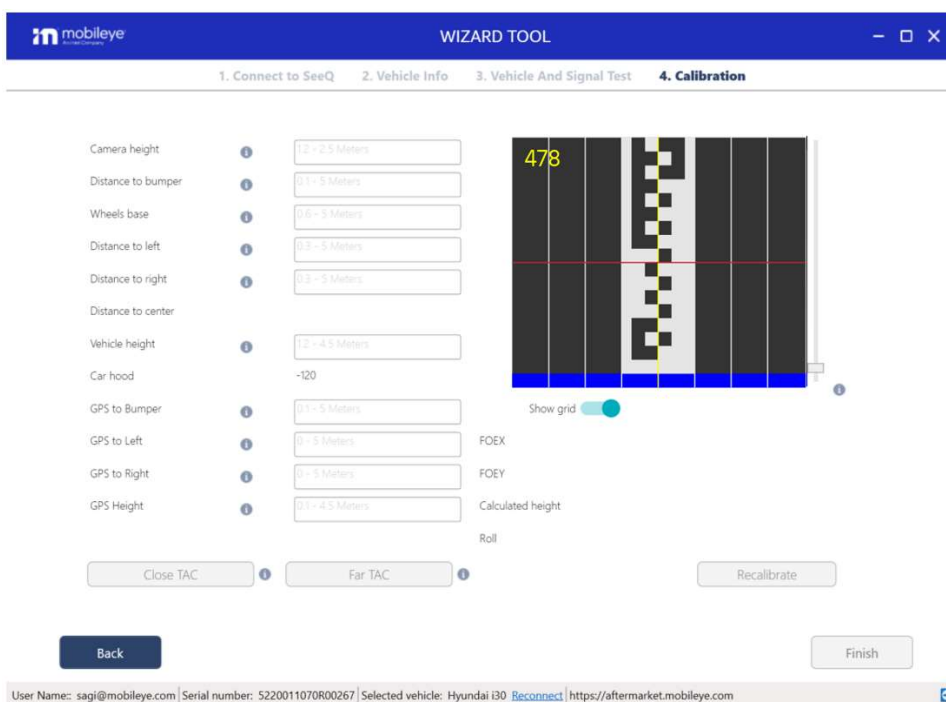 mobileye
An Intel Company
WIZARD TOOL
1. Connect to SeeQ 2. Vehicle Info 3. Vehicle And Signal Test 4. Calibration
Camera height 1.2 - 2.5 Meters
Distance to bumper 0.1 - 5 Meters
Wheels base 0.6 - 5 Meters
Distance to left 0.3 - 5 Meters
Distance to right 0.3 - 5 Meters
Distance to center
Vehicle height 1.2 - 4.5 Meters
Car hood -120
478
Show grid
GPS to Bumper 0.1 - 5 Meters
GPS to Left 0 - 5 Meters FOEX
GPS to Right 0 - 5 Meters FOEY
GPS Height 0.1 - 4.5 Meters Calculated height
Roll
Close TAC Far TAC Recalibrate
Back Finish
User Name:: sagi@mobileye.com Serial number: 5220011070R00267 Selected vehicle: Hyundai i30 Reconnect https://aftermarket.mobileye.com